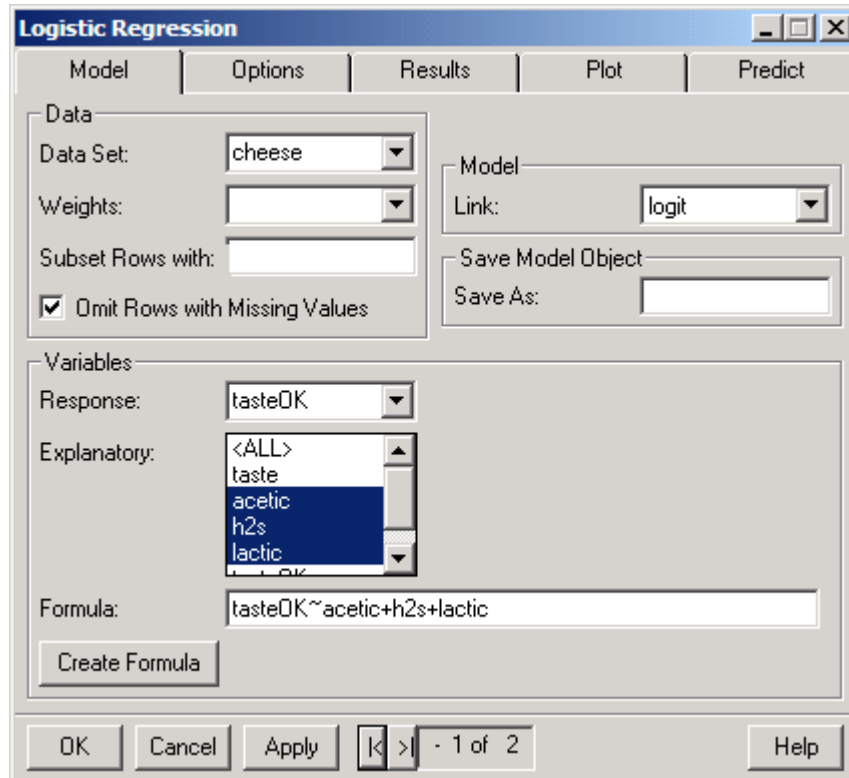 Logistic Regression
Model Options Results Plot Predict
Data
Data Set: cheese
Weights:
Subset Rows with:
Omit Rows with Missing Values
Model
Link: logit
Save Model Object
Save As:
Variables
Response: tasteOK
Explanatory: <ALL>
taste
acetic
h2s
lactic
Formula: tasteOK~acetic+h2s+lactic
Create Formula
OK Cancel Apply |< >| - 1 of 2 Help